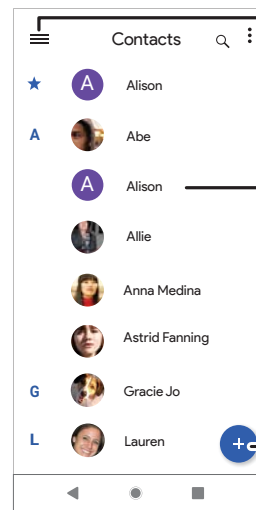 Contacts
A Alison
A Abe
A Alison
Allie
Anna Medina
Astrid Fanning
G Gracie Jo
L Lauren